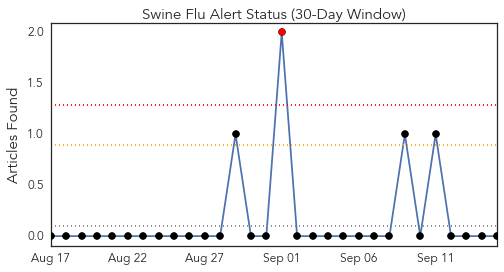 Swine Flu Alert Status (30-Day Window)
Articles Found
2.0
1.5
1.0
0.5
0.0
Aug 17 Aug 22 Aug 27 Sep 01 Sep 06 Sep 11